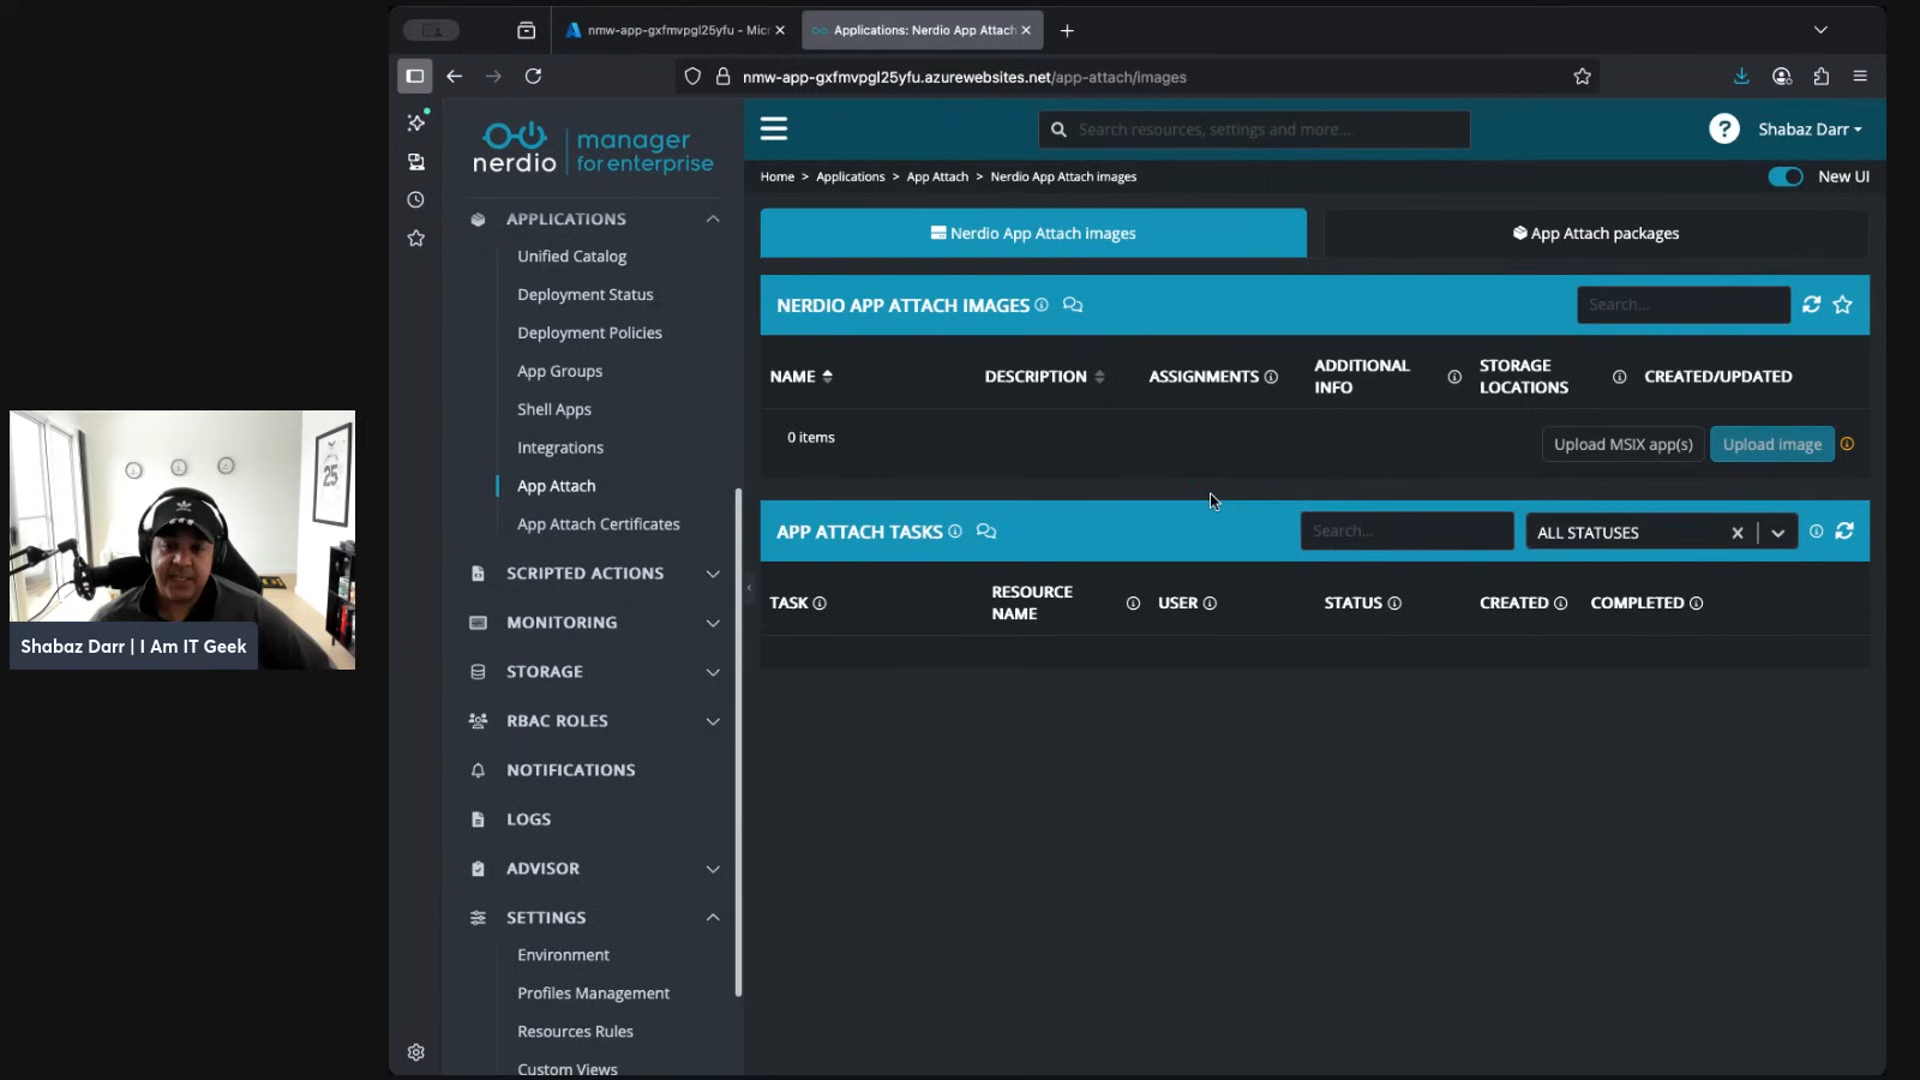 nmw-app-gxfmvpgl25yfu - Micr
Applications: Nerdio App Attach
nmw-app-gxfmvpgl25yfu.azurewebsites.net/app-attach/images
nerdio
manager
for enterprise
Search resources, settings and more...
?
Shabaz Darr
Home > Applications > App Attach > Nerdio App Attach images
New UI
APPLICATIONS
Unified Catalog
Deployment Status
Deployment Policies
App Groups
Shell Apps
Integrations
App Attach
App Attach Certificates
SCRIPTED ACTIONS
MONITORING
STORAGE
RBAC ROLES
NOTIFICATIONS
LOGS
ADVISOR
SETTINGS
Environment
Profiles Management
Resources Rules
Custom Views
Nerdio App Attach images
App Attach packages
NERDIO APP ATTACH IMAGES
Search...
NAME
DESCRIPTION
ASSIGNMENTS
ADDITIONAL
INFO
STORAGE
LOCATIONS
CREATED/UPDATED
0 items
Upload MSIX app(s)
Upload image
APP ATTACH TASKS
Search...
ALL STATUSES
TASK
RESOURCE
NAME
USER
STATUS
CREATED
COMPLETED
25
Shabaz Darr | I Am IT Geek